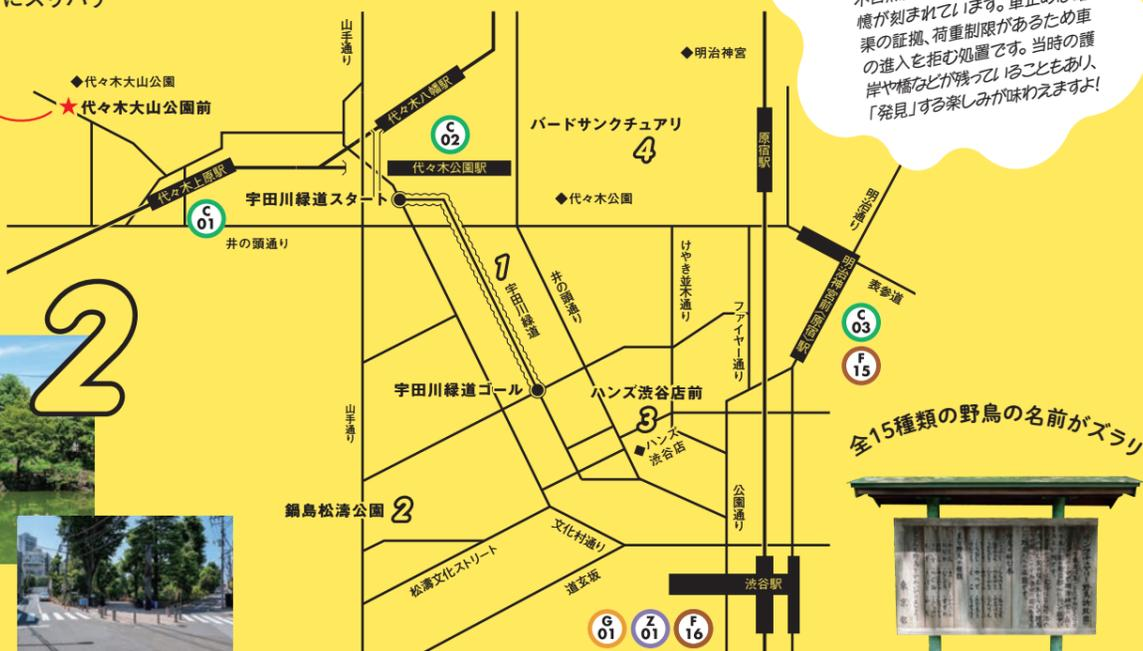 にスッパリ
憶が刻まれています。車止めは暗
渠の証拠、荷重制限があるため車
の進入を拒む処置です。当時の護
岸や橋などが残っていることもあり、
「発見」する楽しみが味わえますよ!
山手通り
◆明治神宮
◆代々木大山公園
★代々木大山公園前
代々木八幡駅
C
02
代々木公園駅
バードサンクチュアリ
4
原宿駅
代々木上原駅
C
01
宇田川緑道スタート
◆代々木公園
明治通り
井の頭通り
1
宇田川緑道
井の頭通り
けやき並木通り
ファイヤー通り
明治神宮前〈原宿〉駅
表参道
C
03
F
15
2
宇田川緑道ゴール
ハンズ渋谷店前
3
■ハンズ
渋谷店
山手通り
全15種類の野鳥の名前がズラリ
鍋島松濤公園 2
公園通り
文化村通り
松濤文化ストリート
道玄坂
渋谷駅
G
01
Z
01
F
16
東京都